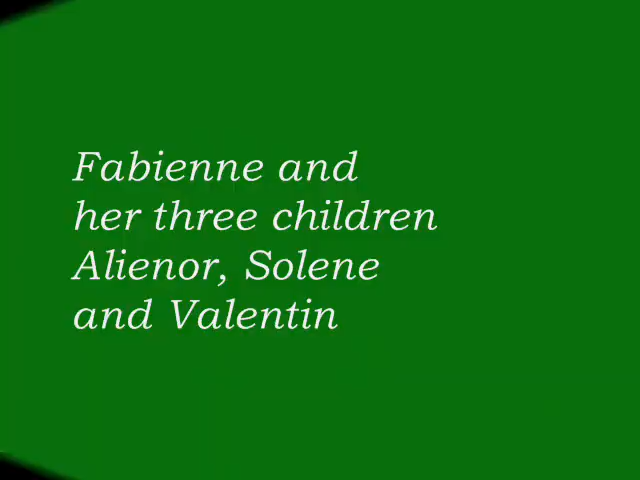 Fabienne and
her three children
Alienor, Solene
and Valentin